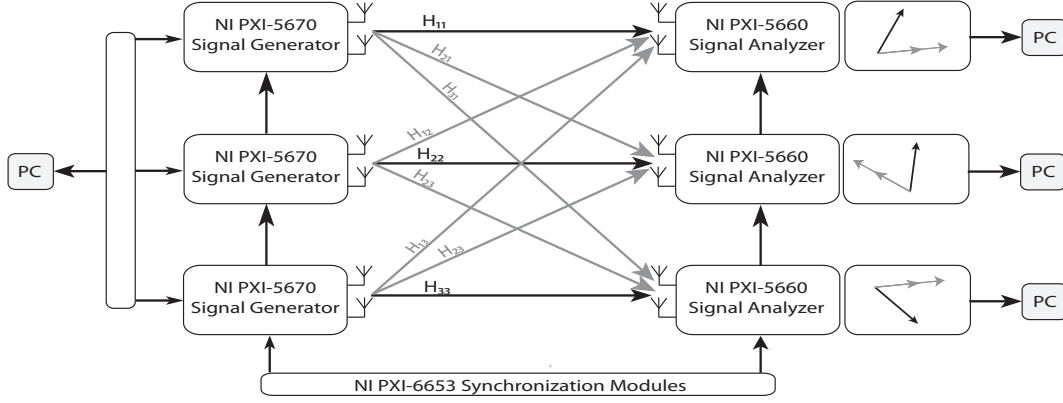 NI PXI-5670
Signal Generator
H11
NI PXI-5660
Signal Analyzer
PC
H21
H31
H12
NI PXI-5670
Signal Generator
H22
NI PXI-5660
Signal Analyzer
PC
PC
H23
H13
H23
NI PXI-5670
Signal Generator
H33
NI PXI-5660
Signal Analyzer
PC
NI PXI-6653 Synchronization Modules